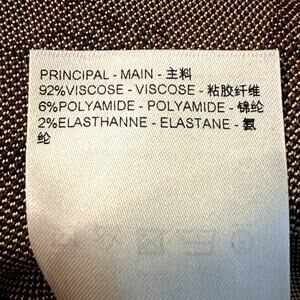 PRINCIPAL - MAIN - 主料
92%VISCOSE - VISCOSE - 粘胶纤维
6%POLYAMIDE - POLYAMIDE - 锦纶
2%ELASTHANNE - ELASTANE - 氨
纶